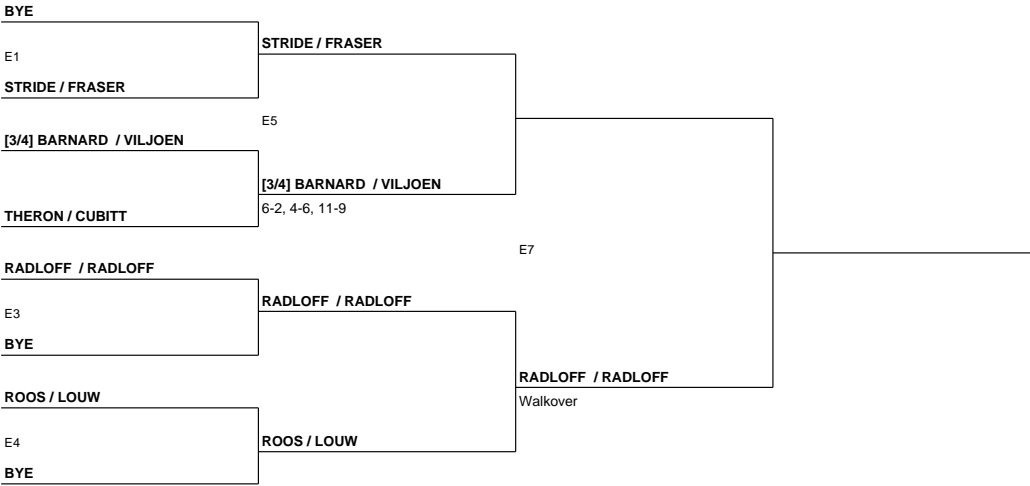 BYE
E1
STRIDE / FRASER
STRIDE / FRASER
E5
[3/4] BARNARD / VILJOEN
THERON / CUBITT
[3/4] BARNARD / VILJOEN
6-2, 4-6, 11-9
E7
RADLOFF / RADLOFF
E3
BYE
RADLOFF / RADLOFF
RADLOFF / RADLOFF
Walkover
ROOS / LOUW
E4
BYE
ROOS / LOUW